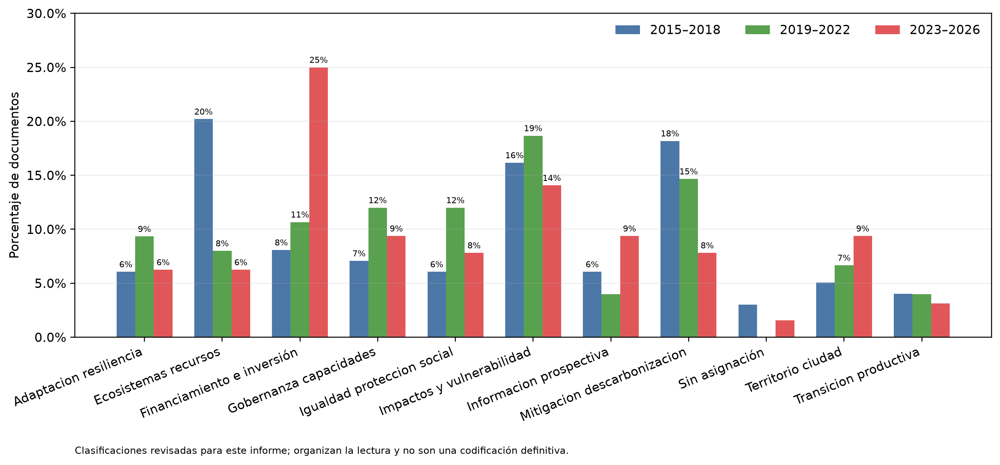 30.0%
25.0%
20.0%
15.0%
10.0%
5.0%
0.0%
Porcentaje de documentos
2015–2018
2019–2022
2023–2026
6%
9%
6%
20%
8%
6%
8%
11%
25%
7%
12%
9%
6%
12%
8%
16%
19%
14%
6%
9%
18%
15%
8%
7%
9%
Adaptacion resiliencia
Ecosistemas recursos
Financiamiento e inversión
Gobernanza capacidades
Igualdad proteccion social
Impactos y vulnerabilidad
Informacion prospectiva
Mitigacion descarbonizacion
Sin asignación
Territorio ciudad
Transicion productiva
Clasificaciones revisadas para este informe; organizan la lectura y no son una codificación definitiva.